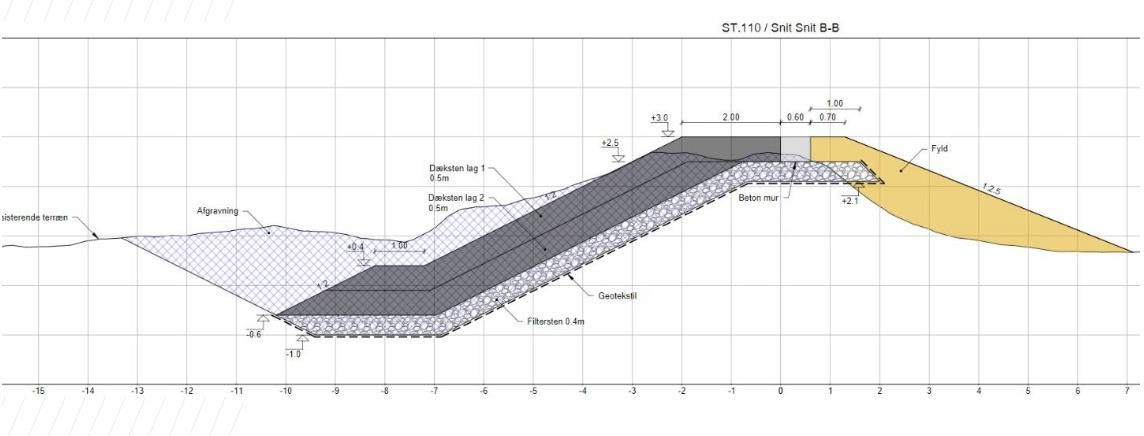 ST.110 / Snit Snit B-B
1.00
+3.0
2.00
0.60
0.70
+2.5
Fyld
Dæksten lag 1
0.5m
1:2.5
Dæksten lag 2
0.5m
1:2
Beton mur
+2.1
sisterende terræn
Afgravning
+0.4
1.00
1:2
Geotekstil
Filtersten 0.4m
-0.6
-1.0
-15 -14 -13 -12 -11 -10 -9 -8 -7 -6 -5 -4 -3 -2 -1 0 1 2 3 4 5 6 7